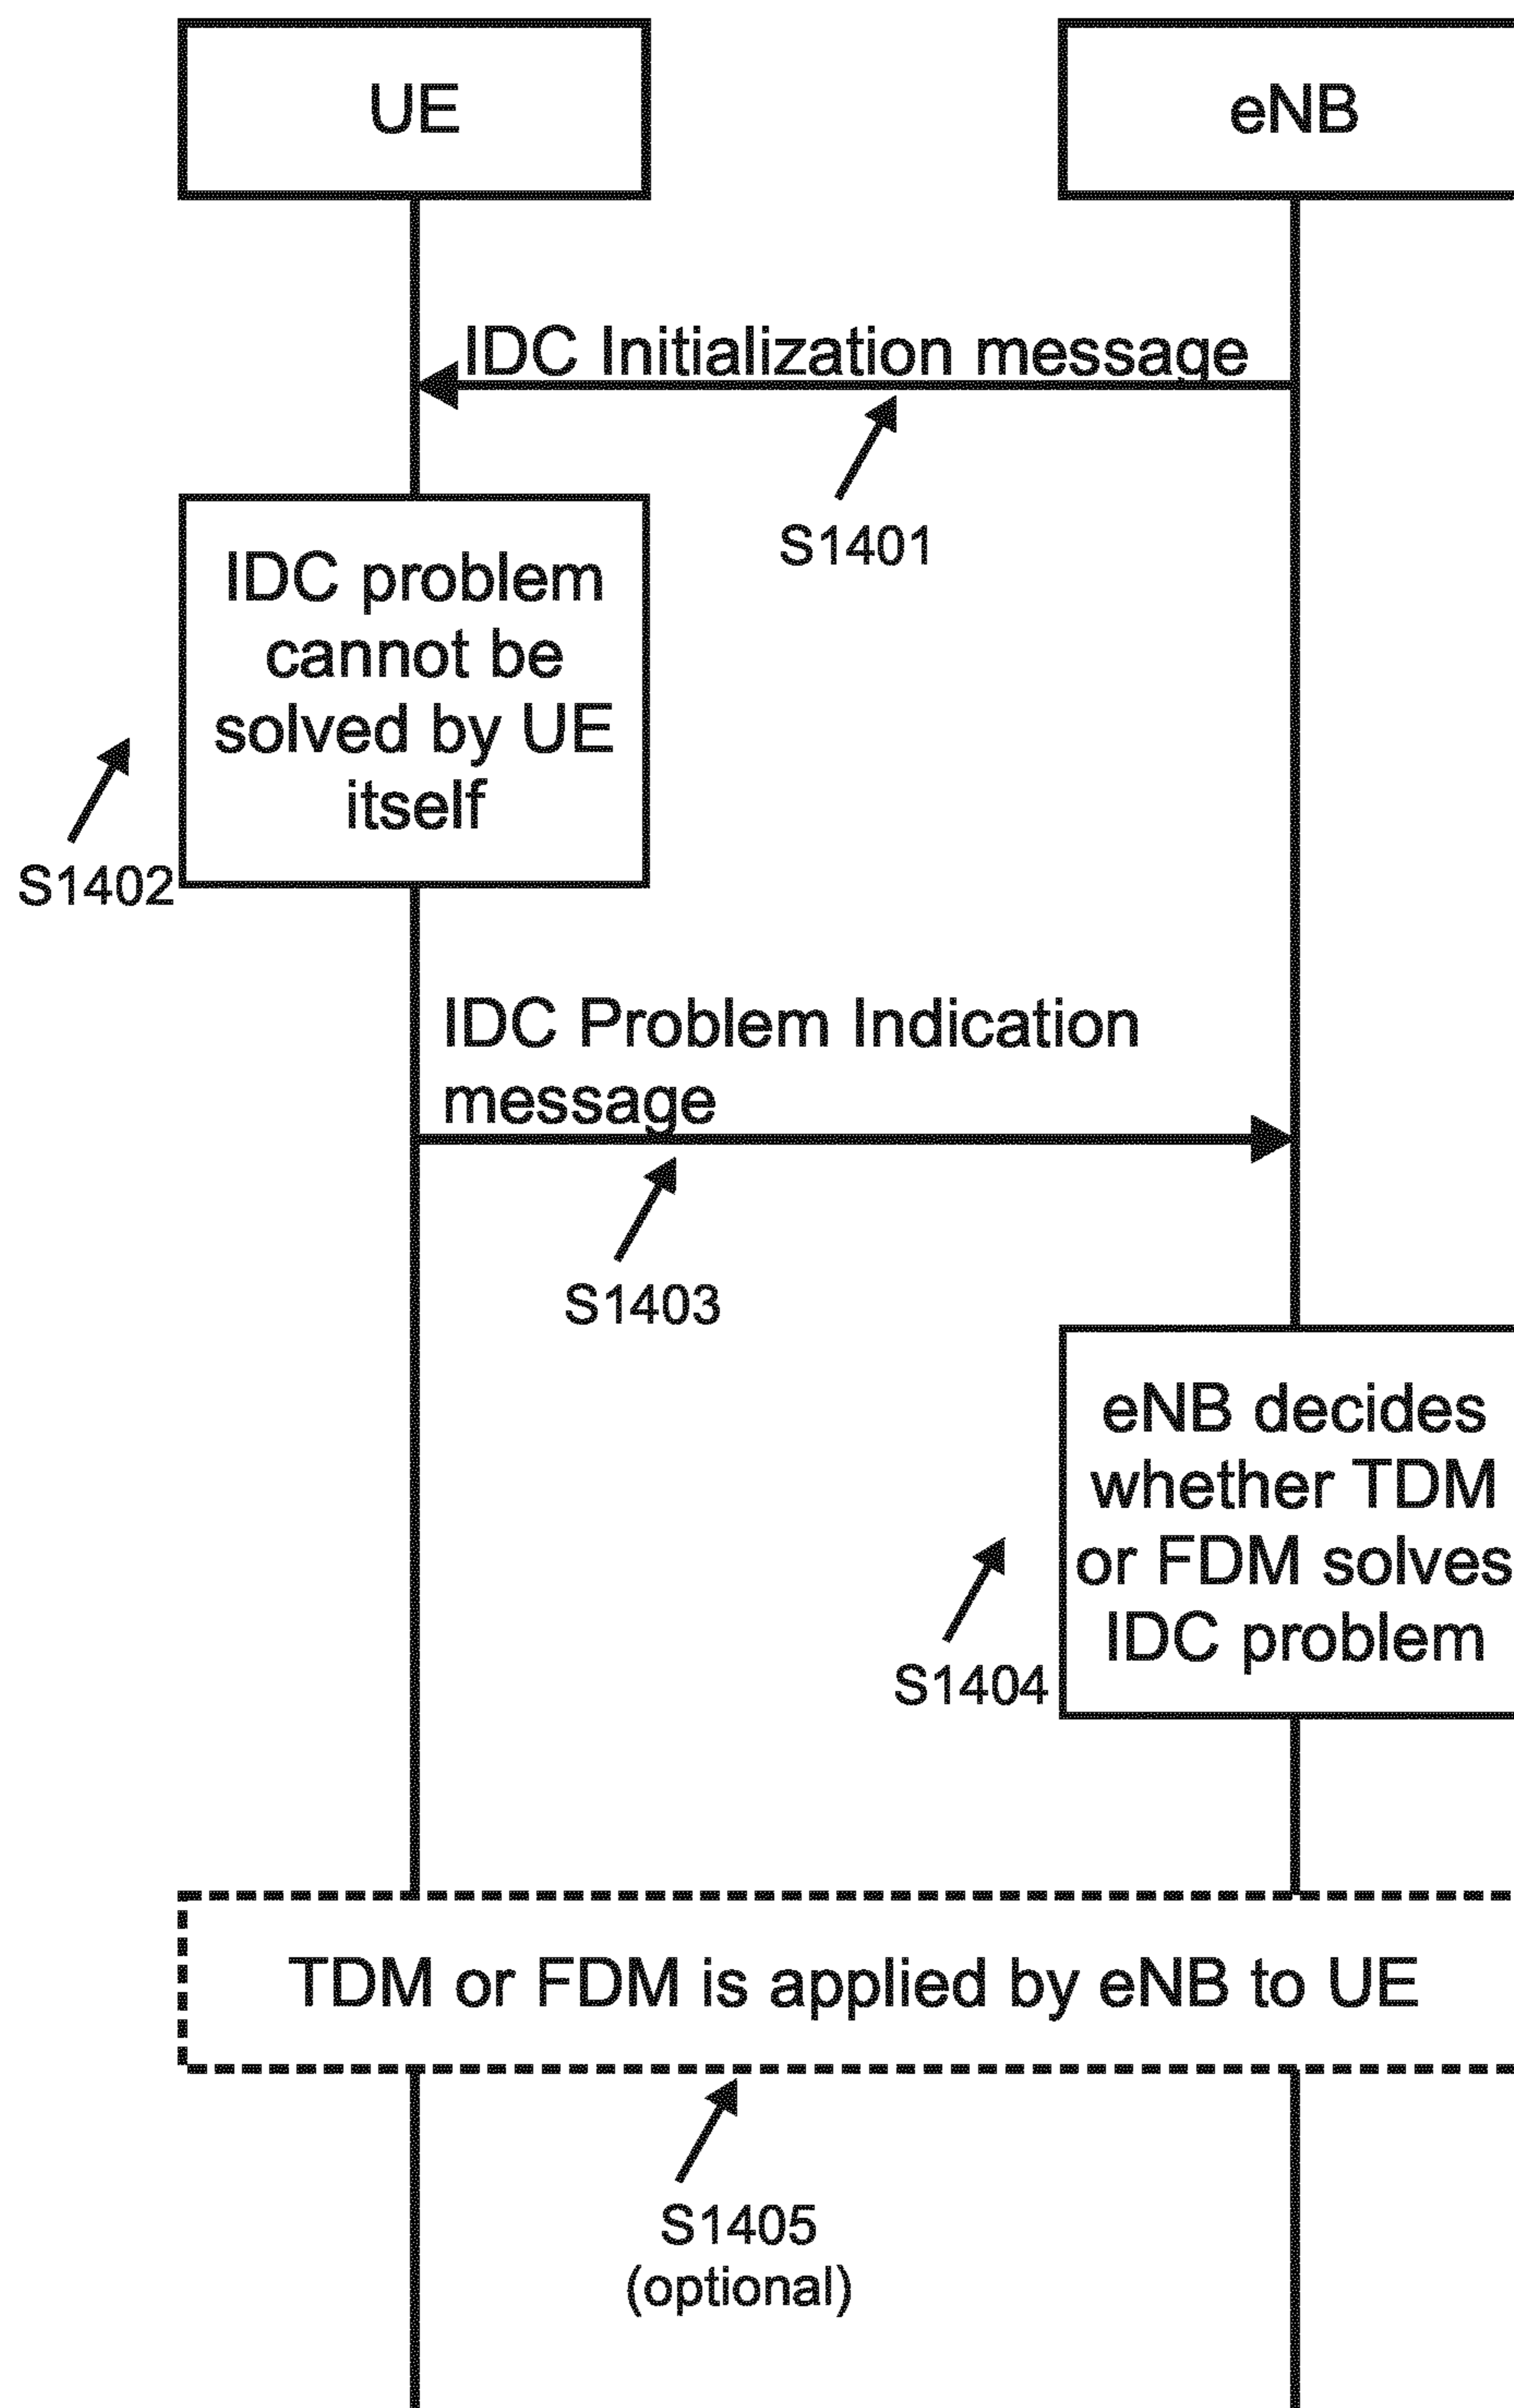 UE
eNB
IDC Initialization message
S1401
IDC problem
cannot be
solved by UE
itself
S1402
IDC Problem Indication
message
S1403
eNB decides
whether TDM
or FDM solves
IDC problem
S1404
TDM or FDM is applied by eNB to UE
S1405
(optional)